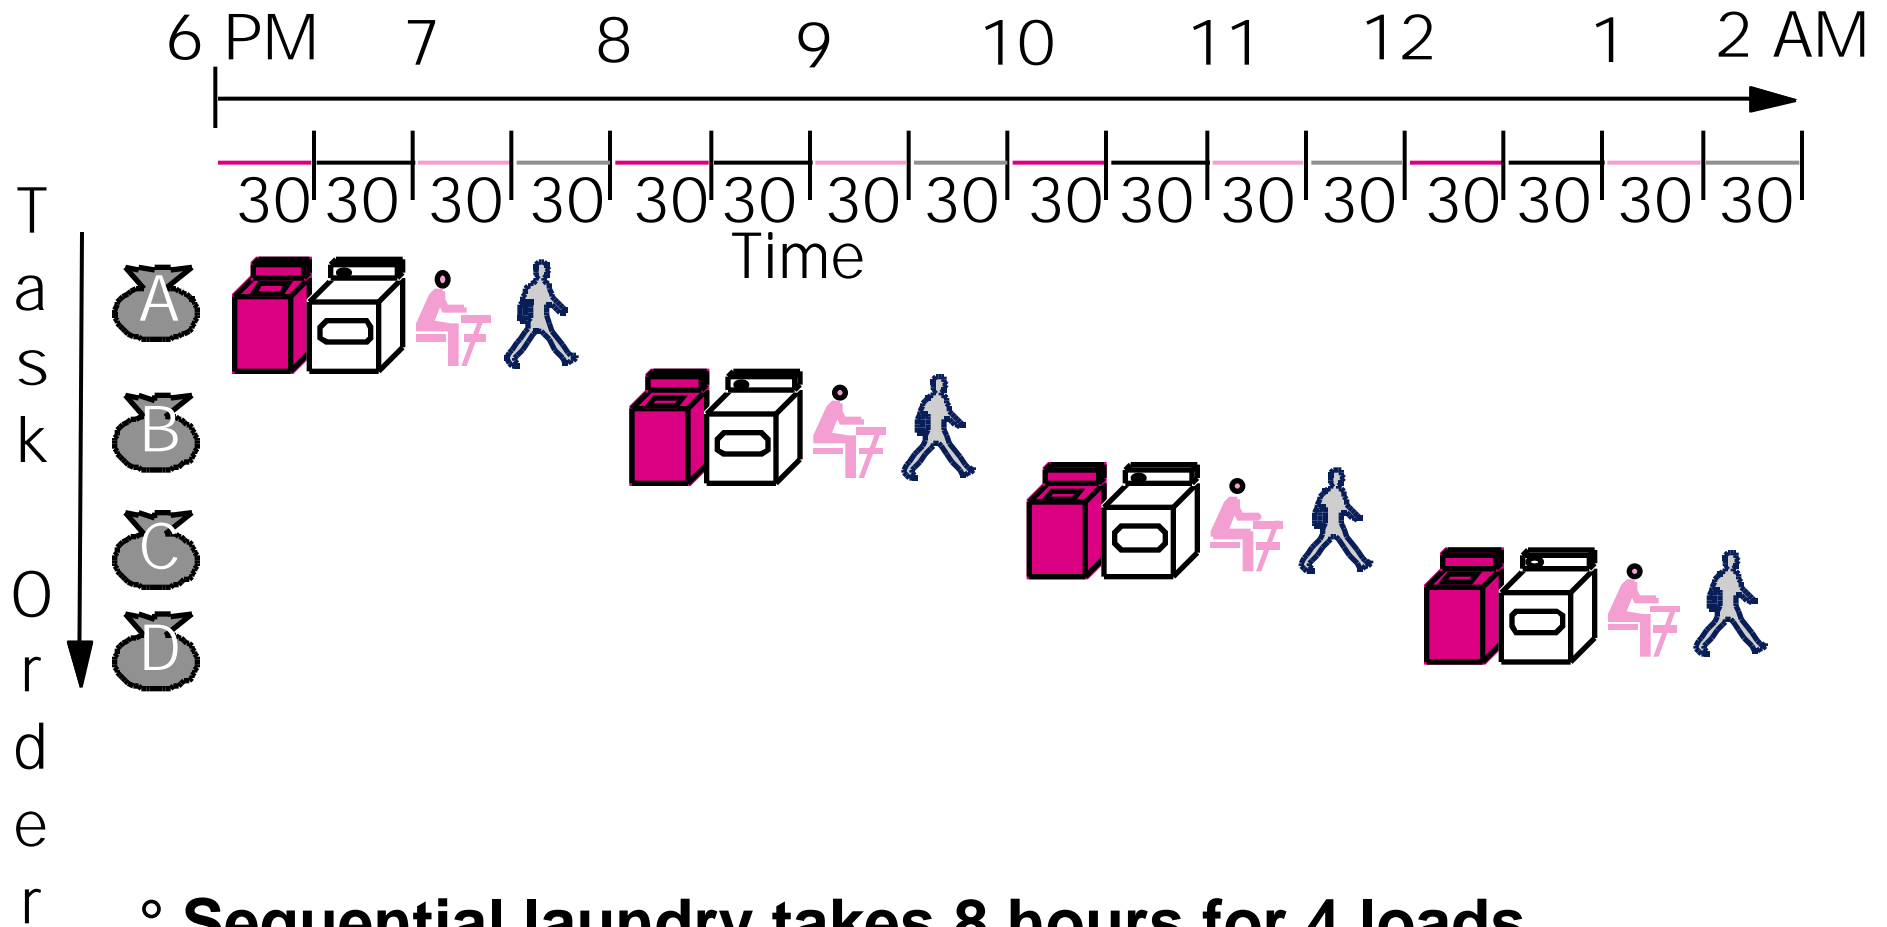 6 PM 7 8 9 10 11 12 1 2 AM
30 30 30 30 30 30 30 30 30 30 30 30 30 30 30 30
Time
Task Order
A
B
C
D
° Sequential laundry takes 8 hours for 4 loads